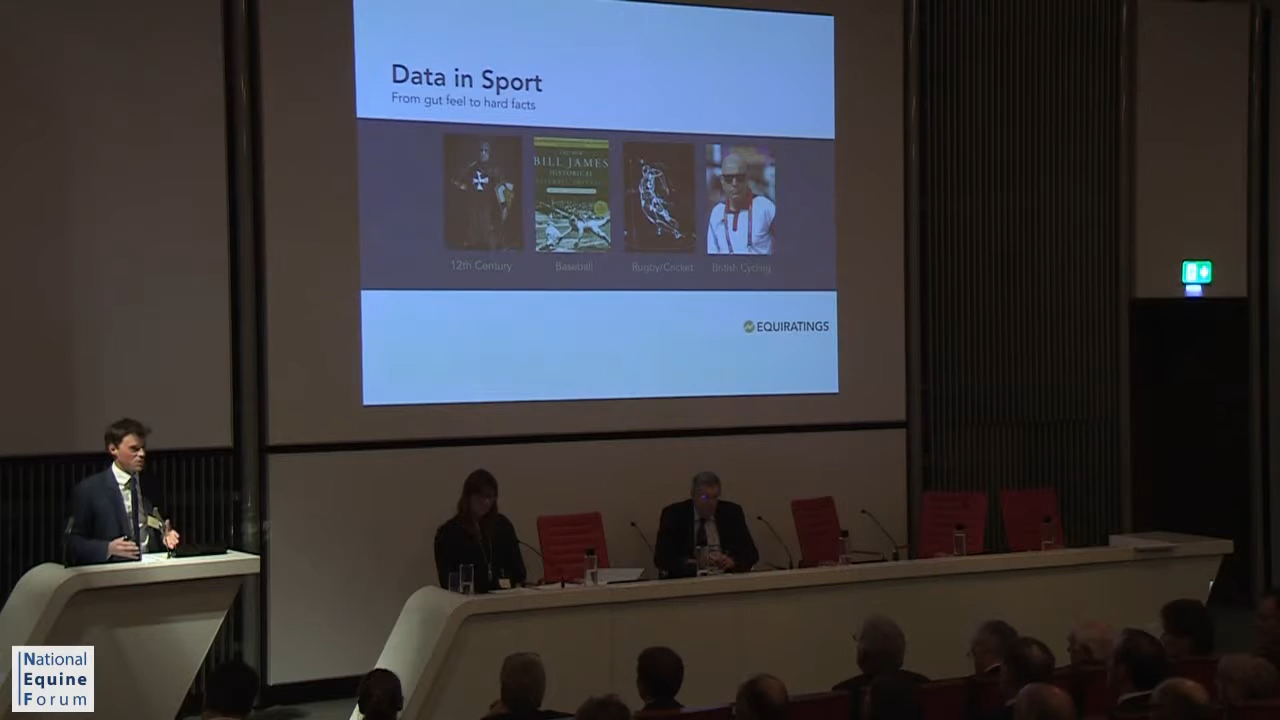 Data in Sport
From gut feel to hard facts
BILL JAMES
HISTORICAL
12th Century
Baseball
Rugby/Cricket
British Cycling
EQUIRATINGS
National
Equine
Forum